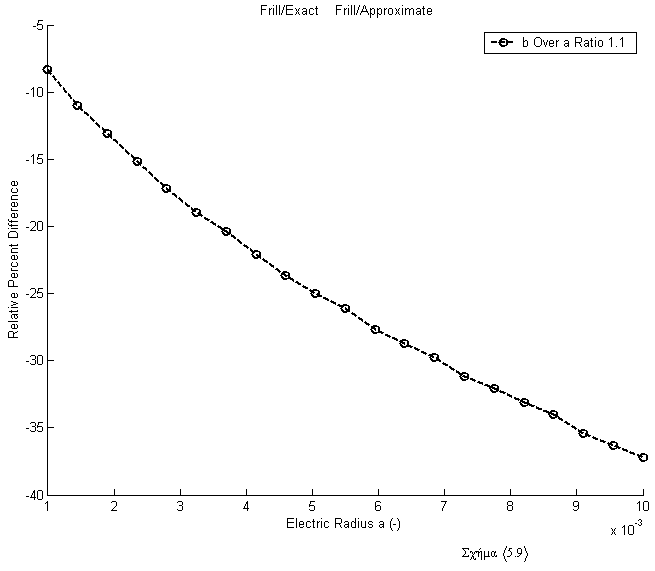 Frill/Exact Frill/Approximate
b Over a Ratio 1.1
Relative Percent Difference
-5
-10
-15
-20
-25
-30
-35
-40
1 2 3 4 5 6 7 8 9 10
Electric Radius a (-)
x 10⁻³
Σχήμα ⟨5.9⟩